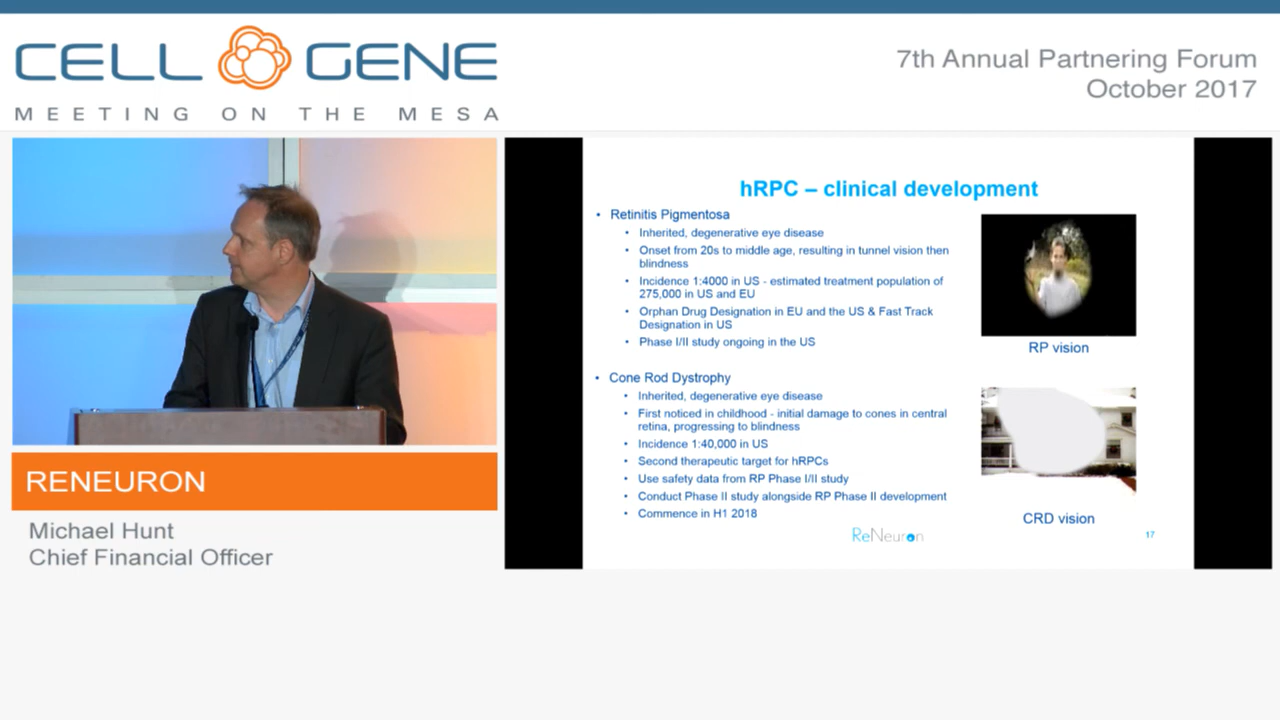 CELL GENE
MEETING ON THE MESA
7th Annual Partnering Forum
October 2017
hRPC – clinical development
• Retinitis Pigmentosa
• Inherited, degenerative eye disease
• Onset from 20s to middle age, resulting in tunnel vision then
blindness
• Incidence 1:4000 in US - estimated treatment population of
275,000 in US and EU
• Orphan Drug Designation in EU and the US & Fast Track
Designation in US
• Phase I/II study ongoing in the US
RP vision
• Cone Rod Dystrophy
• Inherited, degenerative eye disease
• First noticed in childhood - initial damage to cones in central
retina, progressing to blindness
• Incidence 1:40,000 in US
• Second therapeutic target for hRPCs
• Use safety data from RP Phase I/II study
• Conduct Phase II study alongside RP Phase II development
• Commence in H1 2018
CRD vision
ReNeuron
17
RENEURON
Michael Hunt
Chief Financial Officer